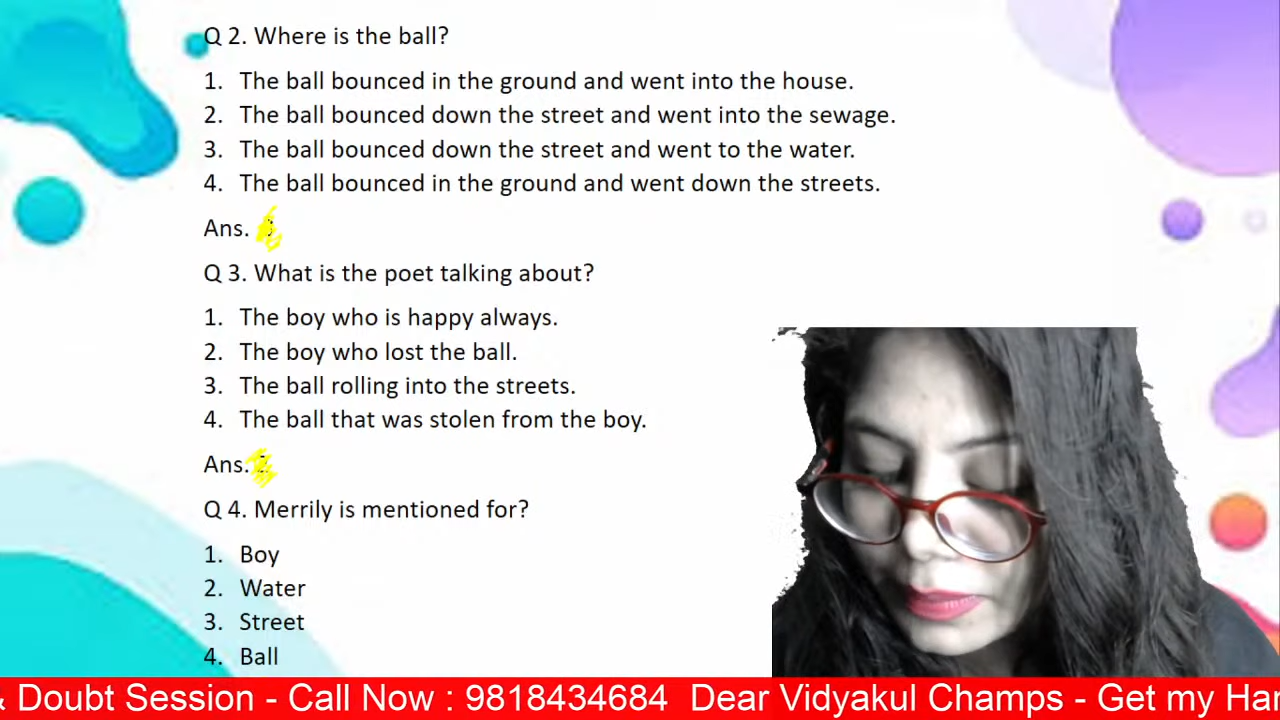 Q 2. Where is the ball?
1. The ball bounced in the ground and went into the house.
2. The ball bounced down the street and went into the sewage.
3. The ball bounced down the street and went to the water.
4. The ball bounced in the ground and went down the streets.
Ans.
Q 3. What is the poet talking about?
1. The boy who is happy always.
2. The boy who lost the ball.
3. The ball rolling into the streets.
4. The ball that was stolen from the boy.
Ans.
Q 4. Merrily is mentioned for?
1. Boy
2. Water
3. Street
4. Ball
& Doubt Session - Call Now : 9818434684 Dear Vidyakul Champs - Get my